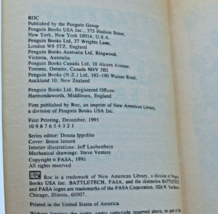 ROC
Published by the Penguin Group
Penguin Books USA Inc., 375 Hudson Street,
New York, New York 10014, U.S.A.
Penguin Books Ltd, 27 Wrights Lane,
London W8 5TZ, England
Penguin Books Australia Ltd, Ringwood,
Victoria, Australia
Penguin Books Canada Ltd, 10 Alcorn Avenue,
Toronto, Ontario, Canada M4V 3B2
Penguin Books (N.Z.) Ltd, 182-190 Wairau Road,
Auckland 10, New Zealand
Penguin Books Ltd, Registered Offices:
Harmondsworth, Middlesex, England
First published by Roc, an imprint of New American Library,
a division of Penguin Books USA Inc.
First Printing, December, 1991
10 9 8 7 6 5 4 3 2 1
Series Editor: Donna Ippolito
Cover: Bruce Jensen
Interior illustrations: Jeff Laubenstein
Mechanical drawings: Steve Venters
Copyright © FASA, 1991
All rights reserved
Roc is a trademark of New American Library, a division of
Books USA Inc. BATTLETECH, FASA, and the distinctive BATTLETECH
and FASA logos are trademarks of the FASA Corporation,
Chicago, Illinois, 60607.
Printed in the United States of America